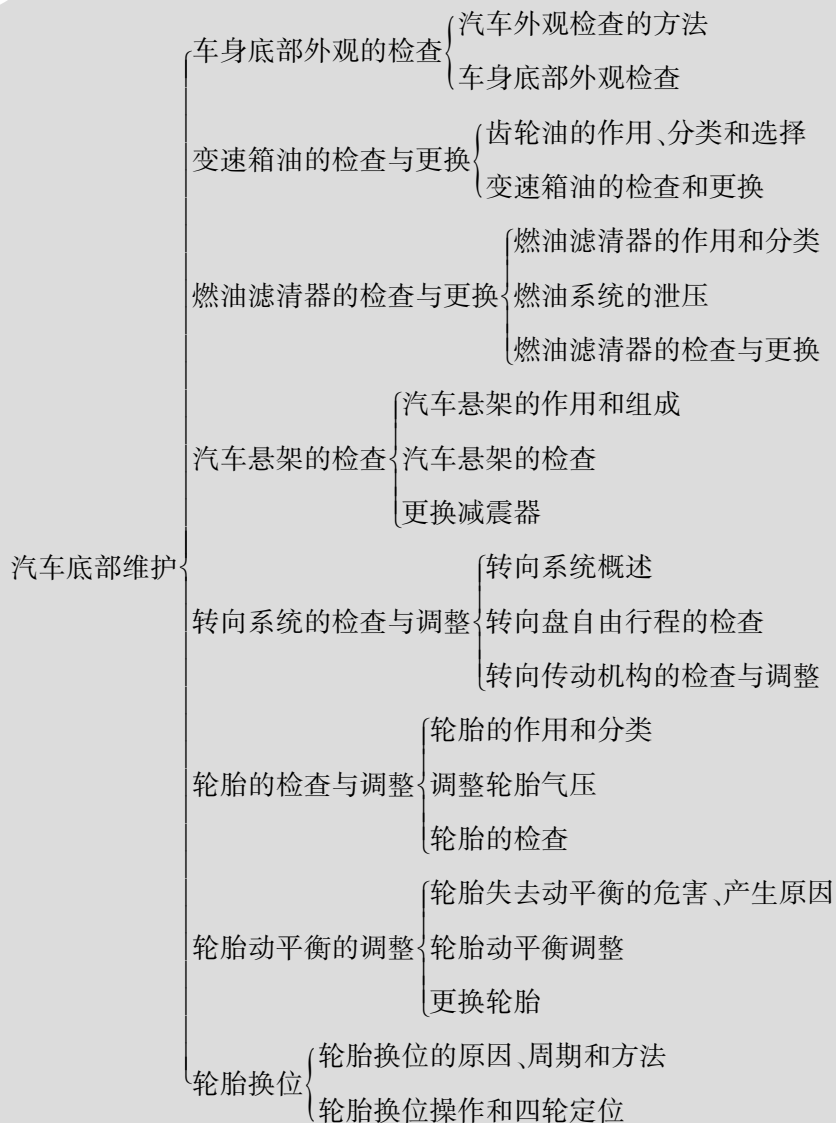 汽车底部维护
车身底部外观的检查
汽车外观检查的方法
车身底部外观检查
变速箱油的检查与更换
齿轮油的作用、分类和选择
变速箱油的检查和更换
燃油滤清器的检查与更换
燃油滤清器的作用和分类
燃油系统的泄压
燃油滤清器的检查与更换
汽车悬架的检查
汽车悬架的作用和组成
汽车悬架的检查
更换减震器
转向系统的检查与调整
转向系统概述
转向盘自由行程的检查
转向传动机构的检查与调整
轮胎的检查与调整
轮胎的作用和分类
调整轮胎气压
轮胎的检查
轮胎动平衡的调整
轮胎失去动平衡的危害、产生原因
轮胎动平衡调整
更换轮胎
轮胎换位
轮胎换位的原因、周期和方法
轮胎换位操作和四轮定位